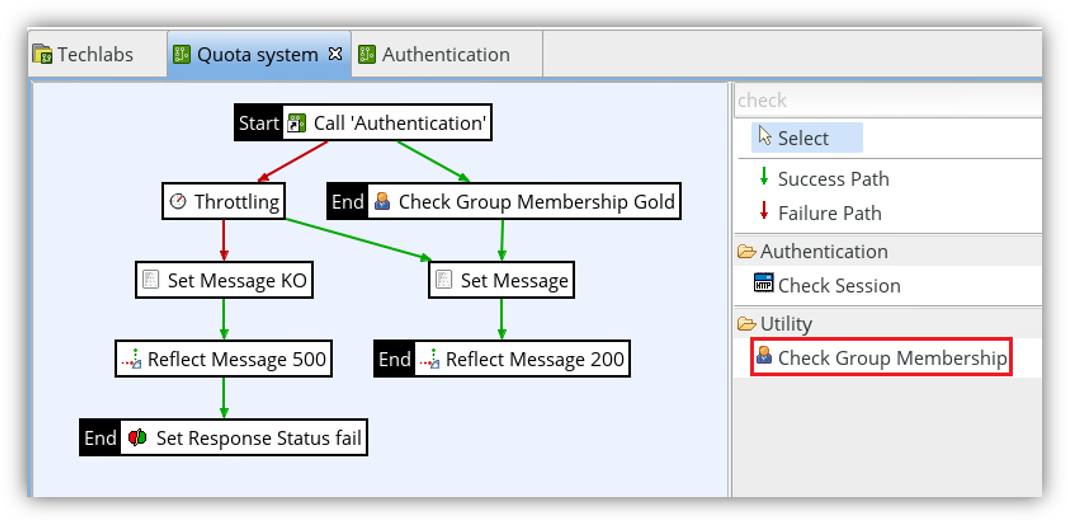 Techlabs
Quota system
Authentication
Start Call 'Authentication'
Throttling
End Check Group Membership Gold
Set Message KO
Set Message
Reflect Message 500
End Reflect Message 200
End Set Response Status fail
check
Select
Success Path
Failure Path
Authentication
HTTP Check Session
Utility
Check Group Membership